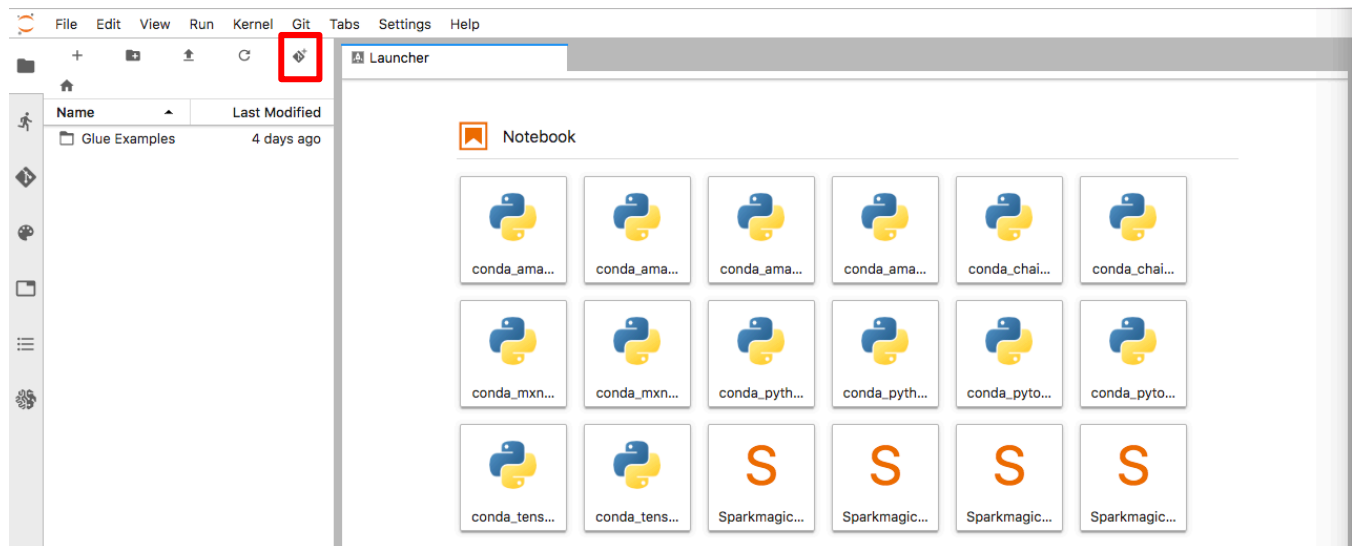 File Edit View Run Kernel Git Tabs Settings Help
Launcher
Name Last Modified
Glue Examples 4 days ago
Notebook
conda_ama... conda_ama... conda_ama... conda_ama... conda_chai... conda_chai...
conda_mxn... conda_mxn... conda_pyth... conda_pyth... conda_pyto... conda_pyto...
conda_tens... conda_tens... Sparkmagic... Sparkmagic... Sparkmagic... Sparkmagic...